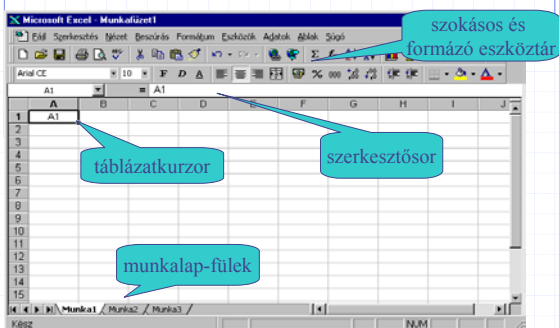 Microsoft Excel - Munkafüzet1
szokásos és
formázó eszköztár
Fájl Szerkesztés Nézet Beszúrás Formátum Eszközök Adatok Ablak Súgó
Arial CE 10 F D A % 000
A1 = A1
A B C D E F G H I J
1 A1
2
3
4
szerkesztősor
táblázatkurzor
5
6
7
8
9
10
11
12
munkalap-fülek
13
14
15
Munka1 Munka2 Munka3
Kész NUM